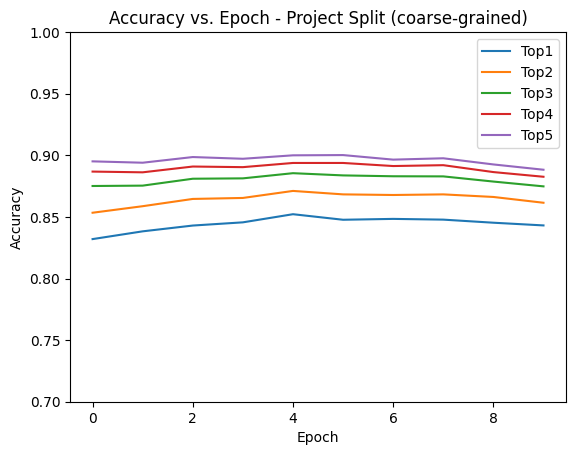 Accuracy vs. Epoch - Project Split (coarse-grained)
1.00
0.95
0.90
0.85
0.80
0.75
0.70
Accuracy
0
2
4
6
8
Epoch
Top1
Top2
Top3
Top4
Top5